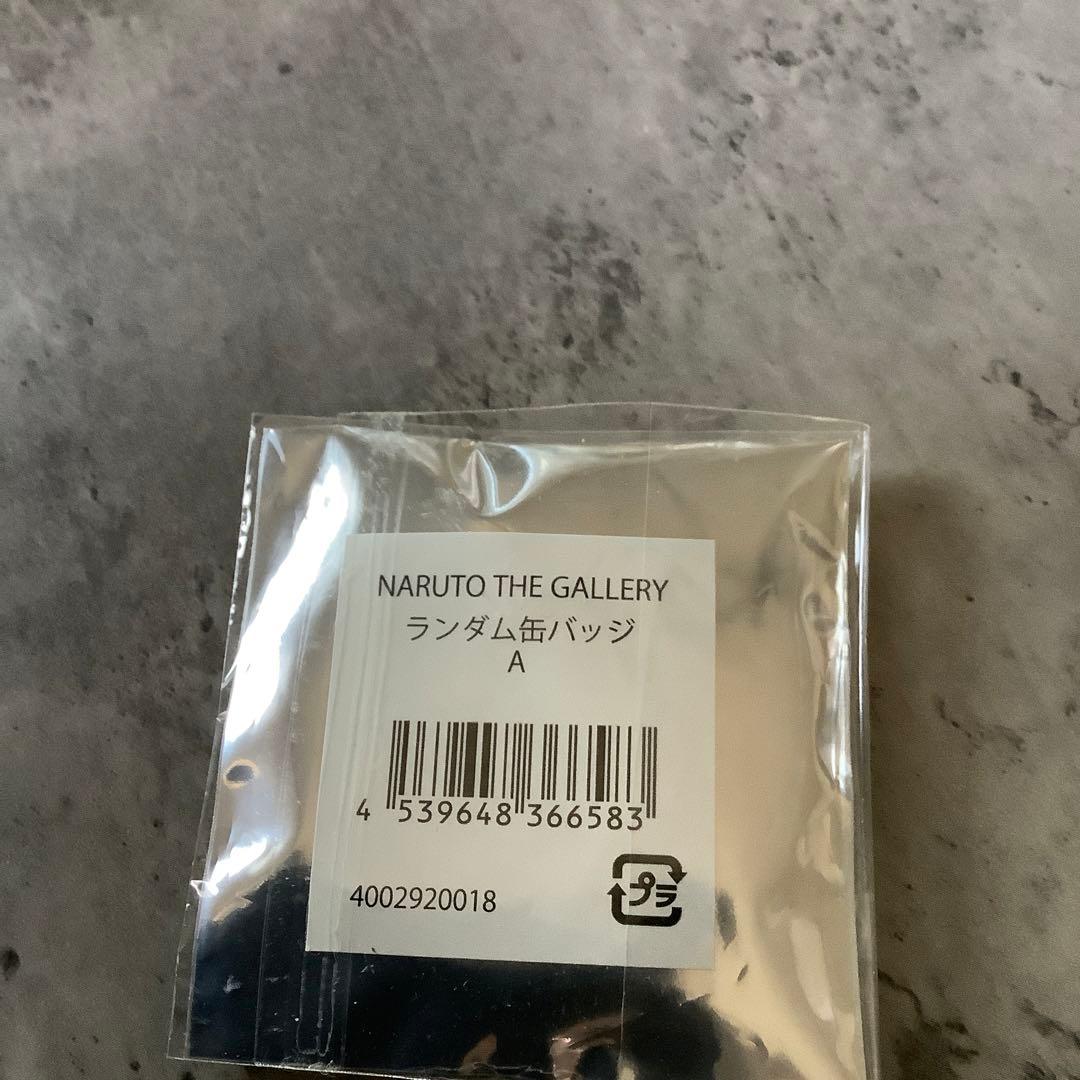 NARUTO THE GALLERY
ランダム缶バッジ
A
4 539648 366583
4002920018
プラ